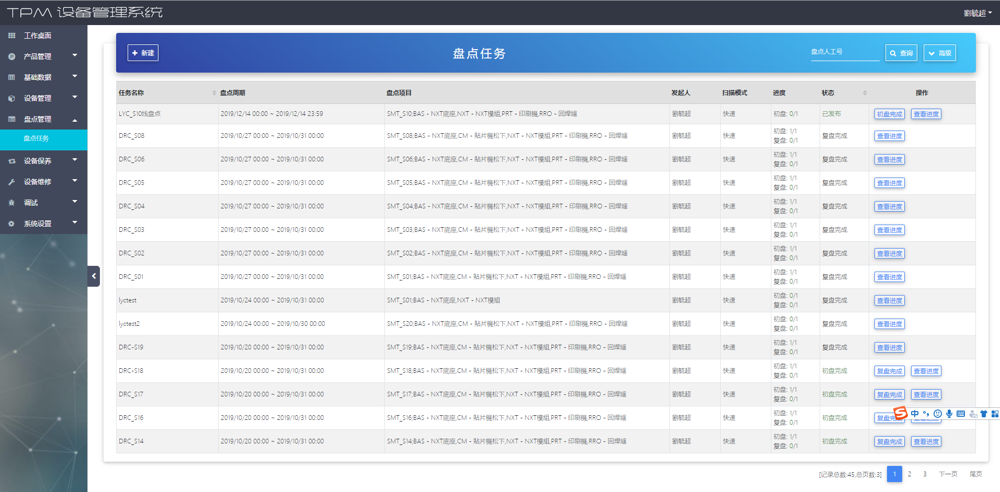 TPM 设备管理系统
劉毓超
工作桌面
产品管理
基础数据
设备管理
盘点管理
盘点任务
设备保养
设备维修
调试
系统设置
新建
盘点任务
盘点人工号
查询
高级
任务名称 盘点周期 盘点项目 发起人 扫描模式 进度 状态 操作
LYC_S10线盘点 2019/12/14 00:00 ~ 2019/12/14 23:59 SMT_S10;BAS - NXT底座,NXT - NXT模組,PRT - 印刷機,RRO - 回焊爐 劉毓超 快速 初盘: 0/1 已发布 初盘完成 查看进度
DRC_S08 2019/10/27 00:00 ~ 2019/10/31 00:00 SMT_S08;BAS - NXT底座,CM - 貼片機松下,NXT - NXT模組,PRT - 印刷機,RRO - 回焊爐 劉毓超 快速 初盘: 1/1 复盘: 0/1 复盘完成 查看进度
DRC_S06 2019/10/27 00:00 ~ 2019/10/31 00:00 SMT_S06;BAS - NXT底座,CM - 貼片機松下,NXT - NXT模組,PRT - 印刷機,RRO - 回焊爐 劉毓超 快速 初盘: 1/1 复盘: 0/1 复盘完成 查看进度
DRC_S05 2019/10/27 00:00 ~ 2019/10/31 00:00 SMT_S05;BAS - NXT底座,CM - 貼片機松下,NXT - NXT模組,PRT - 印刷機,RRO - 回焊爐 劉毓超 快速 初盘: 1/1 复盘: 0/1 复盘完成 查看进度
DRC_S04 2019/10/27 00:00 ~ 2019/10/31 00:00 SMT_S04;BAS - NXT底座,CM - 貼片機松下,NXT - NXT模組,PRT - 印刷機,RRO - 回焊爐 劉毓超 快速 初盘: 1/1 复盘: 0/1 复盘完成 查看进度
DRC_S03 2019/10/27 00:00 ~ 2019/10/31 00:00 SMT_S03;BAS - NXT底座,CM - 貼片機松下,NXT - NXT模組,PRT - 印刷機,RRO - 回焊爐 劉毓超 快速 初盘: 1/1 复盘: 0/1 复盘完成 查看进度
DRC_S02 2019/10/27 00:00 ~ 2019/10/31 00:00 SMT_S02;BAS - NXT底座,CM - 貼片機松下,NXT - NXT模組,PRT - 印刷機,RRO - 回焊爐 劉毓超 快速 初盘: 1/1 复盘: 0/1 复盘完成 查看进度
DRC_S01 2019/10/27 00:00 ~ 2019/10/31 00:00 SMT_S01;BAS - NXT底座,CM - 貼片機松下,NXT - NXT模組,PRT - 印刷機,RRO - 回焊爐 劉毓超 快速 初盘: 1/1 复盘: 0/1 复盘完成 查看进度
lyctest 2019/10/24 00:00 ~ 2019/10/31 00:00 SMT_S01;BAS - NXT底座,NXT - NXT模組 劉毓超 快速 初盘: 0/1 复盘: 0/1 复盘完成 查看进度
lyctest2 2019/10/24 00:00 ~ 2019/10/30 00:00 SMT_S20;BAS - NXT底座,CM - 貼片機松下,NXT - NXT模組,PRT - 印刷機,RRO - 回焊爐 劉毓超 快速 初盘: 0/1 复盘: 0/1 复盘完成 查看进度
DRC-S19 2019/10/20 00:00 ~ 2019/10/31 00:00 SMT_S19;BAS - NXT底座,CM - 貼片機松下,NXT - NXT模組,PRT - 印刷機,RRO - 回焊爐 劉毓超 快速 初盘: 1/1 复盘: 0/1 复盘完成 查看进度
DRC-S18 2019/10/20 00:00 ~ 2019/10/31 00:00 SMT_S18;BAS - NXT底座,CM - 貼片機松下,NXT - NXT模組,PRT - 印刷機,RRO - 回焊爐 劉毓超 快速 初盘: 1/1 复盘: 0/1 初盘完成 复盘完成 查看进度
DRC_S17 2019/10/20 00:00 ~ 2019/10/31 00:00 SMT_S17;BAS - NXT底座,CM - 貼片機松下,NXT - NXT模組,PRT - 印刷機,RRO - 回焊爐 劉毓超 快速 初盘: 1/1 复盘: 0/1 初盘完成 复盘完成 查看进度
DRC_S16 2019/10/20 00:00 ~ 2019/10/31 00:00 SMT_S16;BAS - NXT底座,CM - 貼片機松下,NXT - NXT模組,PRT - 印刷機,RRO - 回焊爐 劉毓超 快速 初盘: 1/1 复盘: 0/1 初盘完成 复盘 中
DRC_S14 2019/10/20 00:00 ~ 2019/10/31 00:00 SMT_S14;BAS - NXT底座,CM - 貼片機松下,NXT - NXT模組,PRT - 印刷機,RRO - 回焊爐 劉毓超 快速 初盘: 1/1 复盘: 0/1 初盘完成 复盘完成 查看进度
[记录总数:45,总页数:3] 1 2 3 下一页 尾页